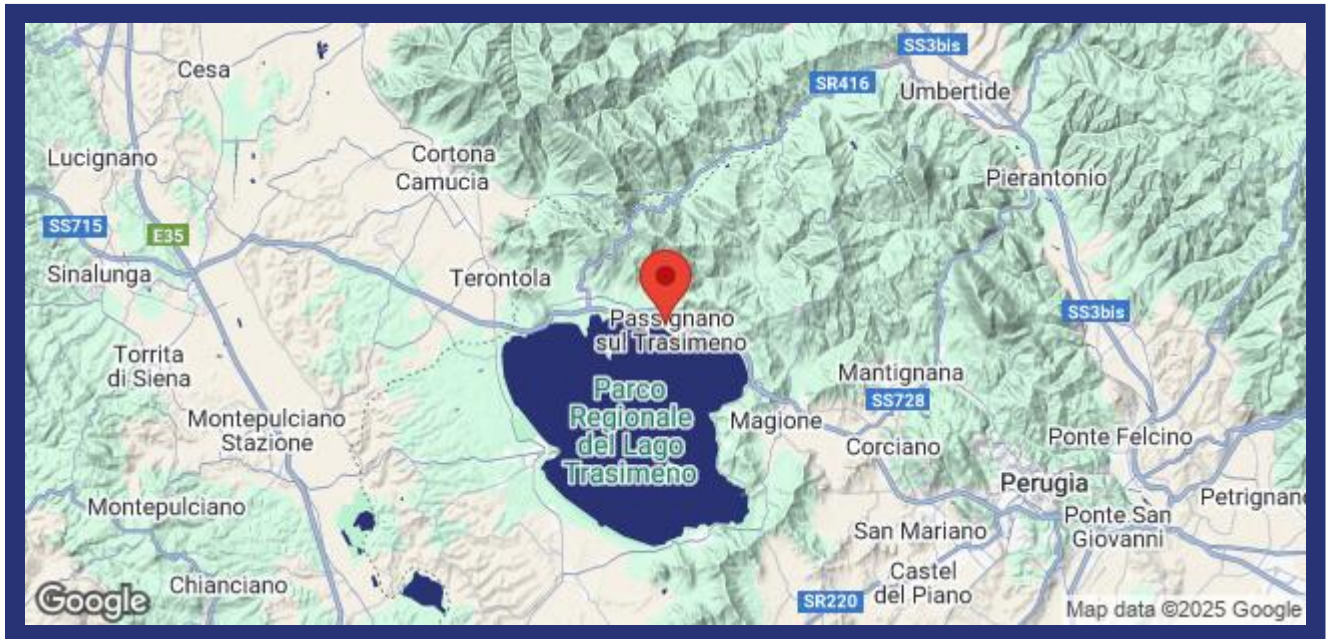 SS3bis
Cesa
SR416
Umbertide
Lucignano
Cortona
Camucia
Pierantonio
SS715
E35
Sinalunga
Terontola
SS3bis
Passignano
sul Trasimeno
Torrita
di Siena
Mantignana
Parco
Regionale
del Lago
Trasimeno
SS728
Montepulciano
Stazione
Magione
Corciano
Ponte Felcino
Perugia
Petrignano
Montepulciano
San Mariano
Ponte San
Giovanni
Chianciano
Castel
del Piano
SR220
Google
Map data ©2025 Google